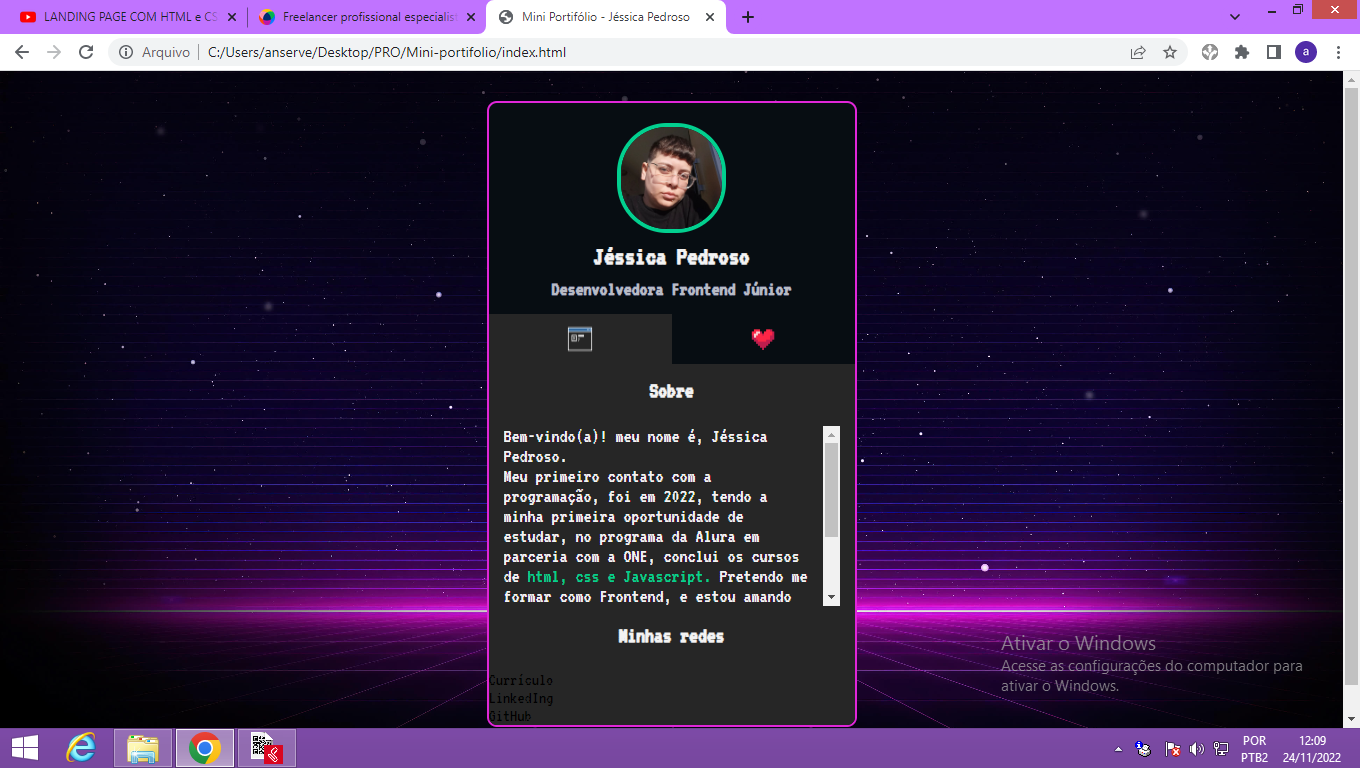 LANDING PAGE COM HTML e CS
Freelancer profissional especialist
Mini Portifólio - Jéssica Pedroso
Arquivo
C:/Users/anserve/Desktop/PRO/Mini-portifolio/index.html
a
Jéssica Pedroso
Desenvolvedora Frontend Júnior
Sobre
Bem-vindo(a)! meu nome é, Jéssica
Pedroso.
Meu primeiro contato com a
programação, foi em 2022, tendo a
minha primeira oportunidade de
estudar, no programa da Alura em
parceria com a ONE, conclui os cursos
de html, css e Javascript. Pretendo me
formar como Frontend, e estou amando
Minhas redes
Currículo
LinkedIng
GitHub
Ativar o Windows
Acesse as configurações do computador para
ativar o Windows.
POR
PTB2
12:09
24/11/2022